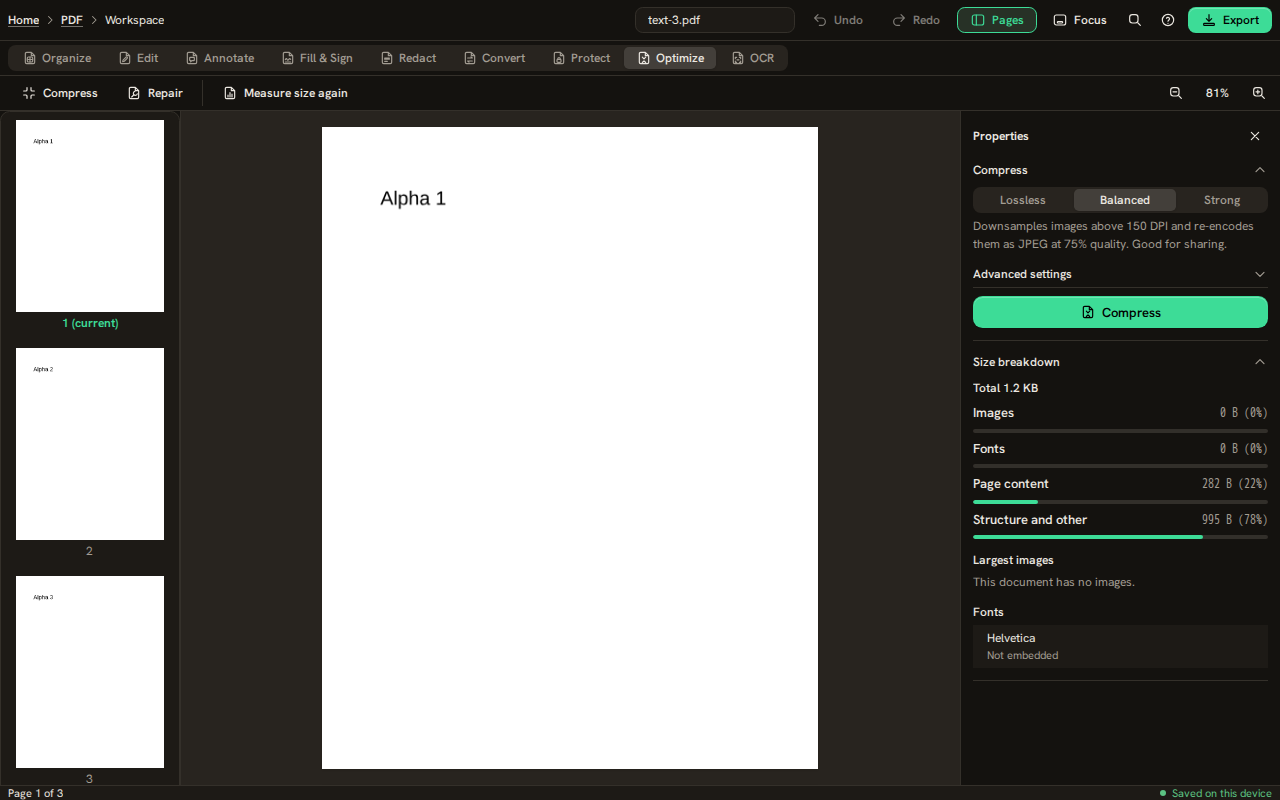 Home > PDF > Workspace
text-3.pdf
Undo
Redo
Pages
Focus
Export
Organize
Edit
Annotate
Fill & Sign
Redact
Convert
Protect
Optimize
OCR
Compress
Repair
Measure size again
81%
Alpha 1
1 (current)
Alpha 2
2
Alpha 3
3
Alpha 1
Properties
Compress
Lossless
Balanced
Strong
Downsamples images above 150 DPI and re-encodes
them as JPEG at 75% quality. Good for sharing.
Advanced settings
Compress
Size breakdown
Total 1.2 KB
Images 0 B (0%)
Fonts 0 B (0%)
Page content 282 B (22%)
Structure and other 995 B (78%)
Largest images
This document has no images.
Fonts
Helvetica
Not embedded
Page 1 of 3
Saved on this device